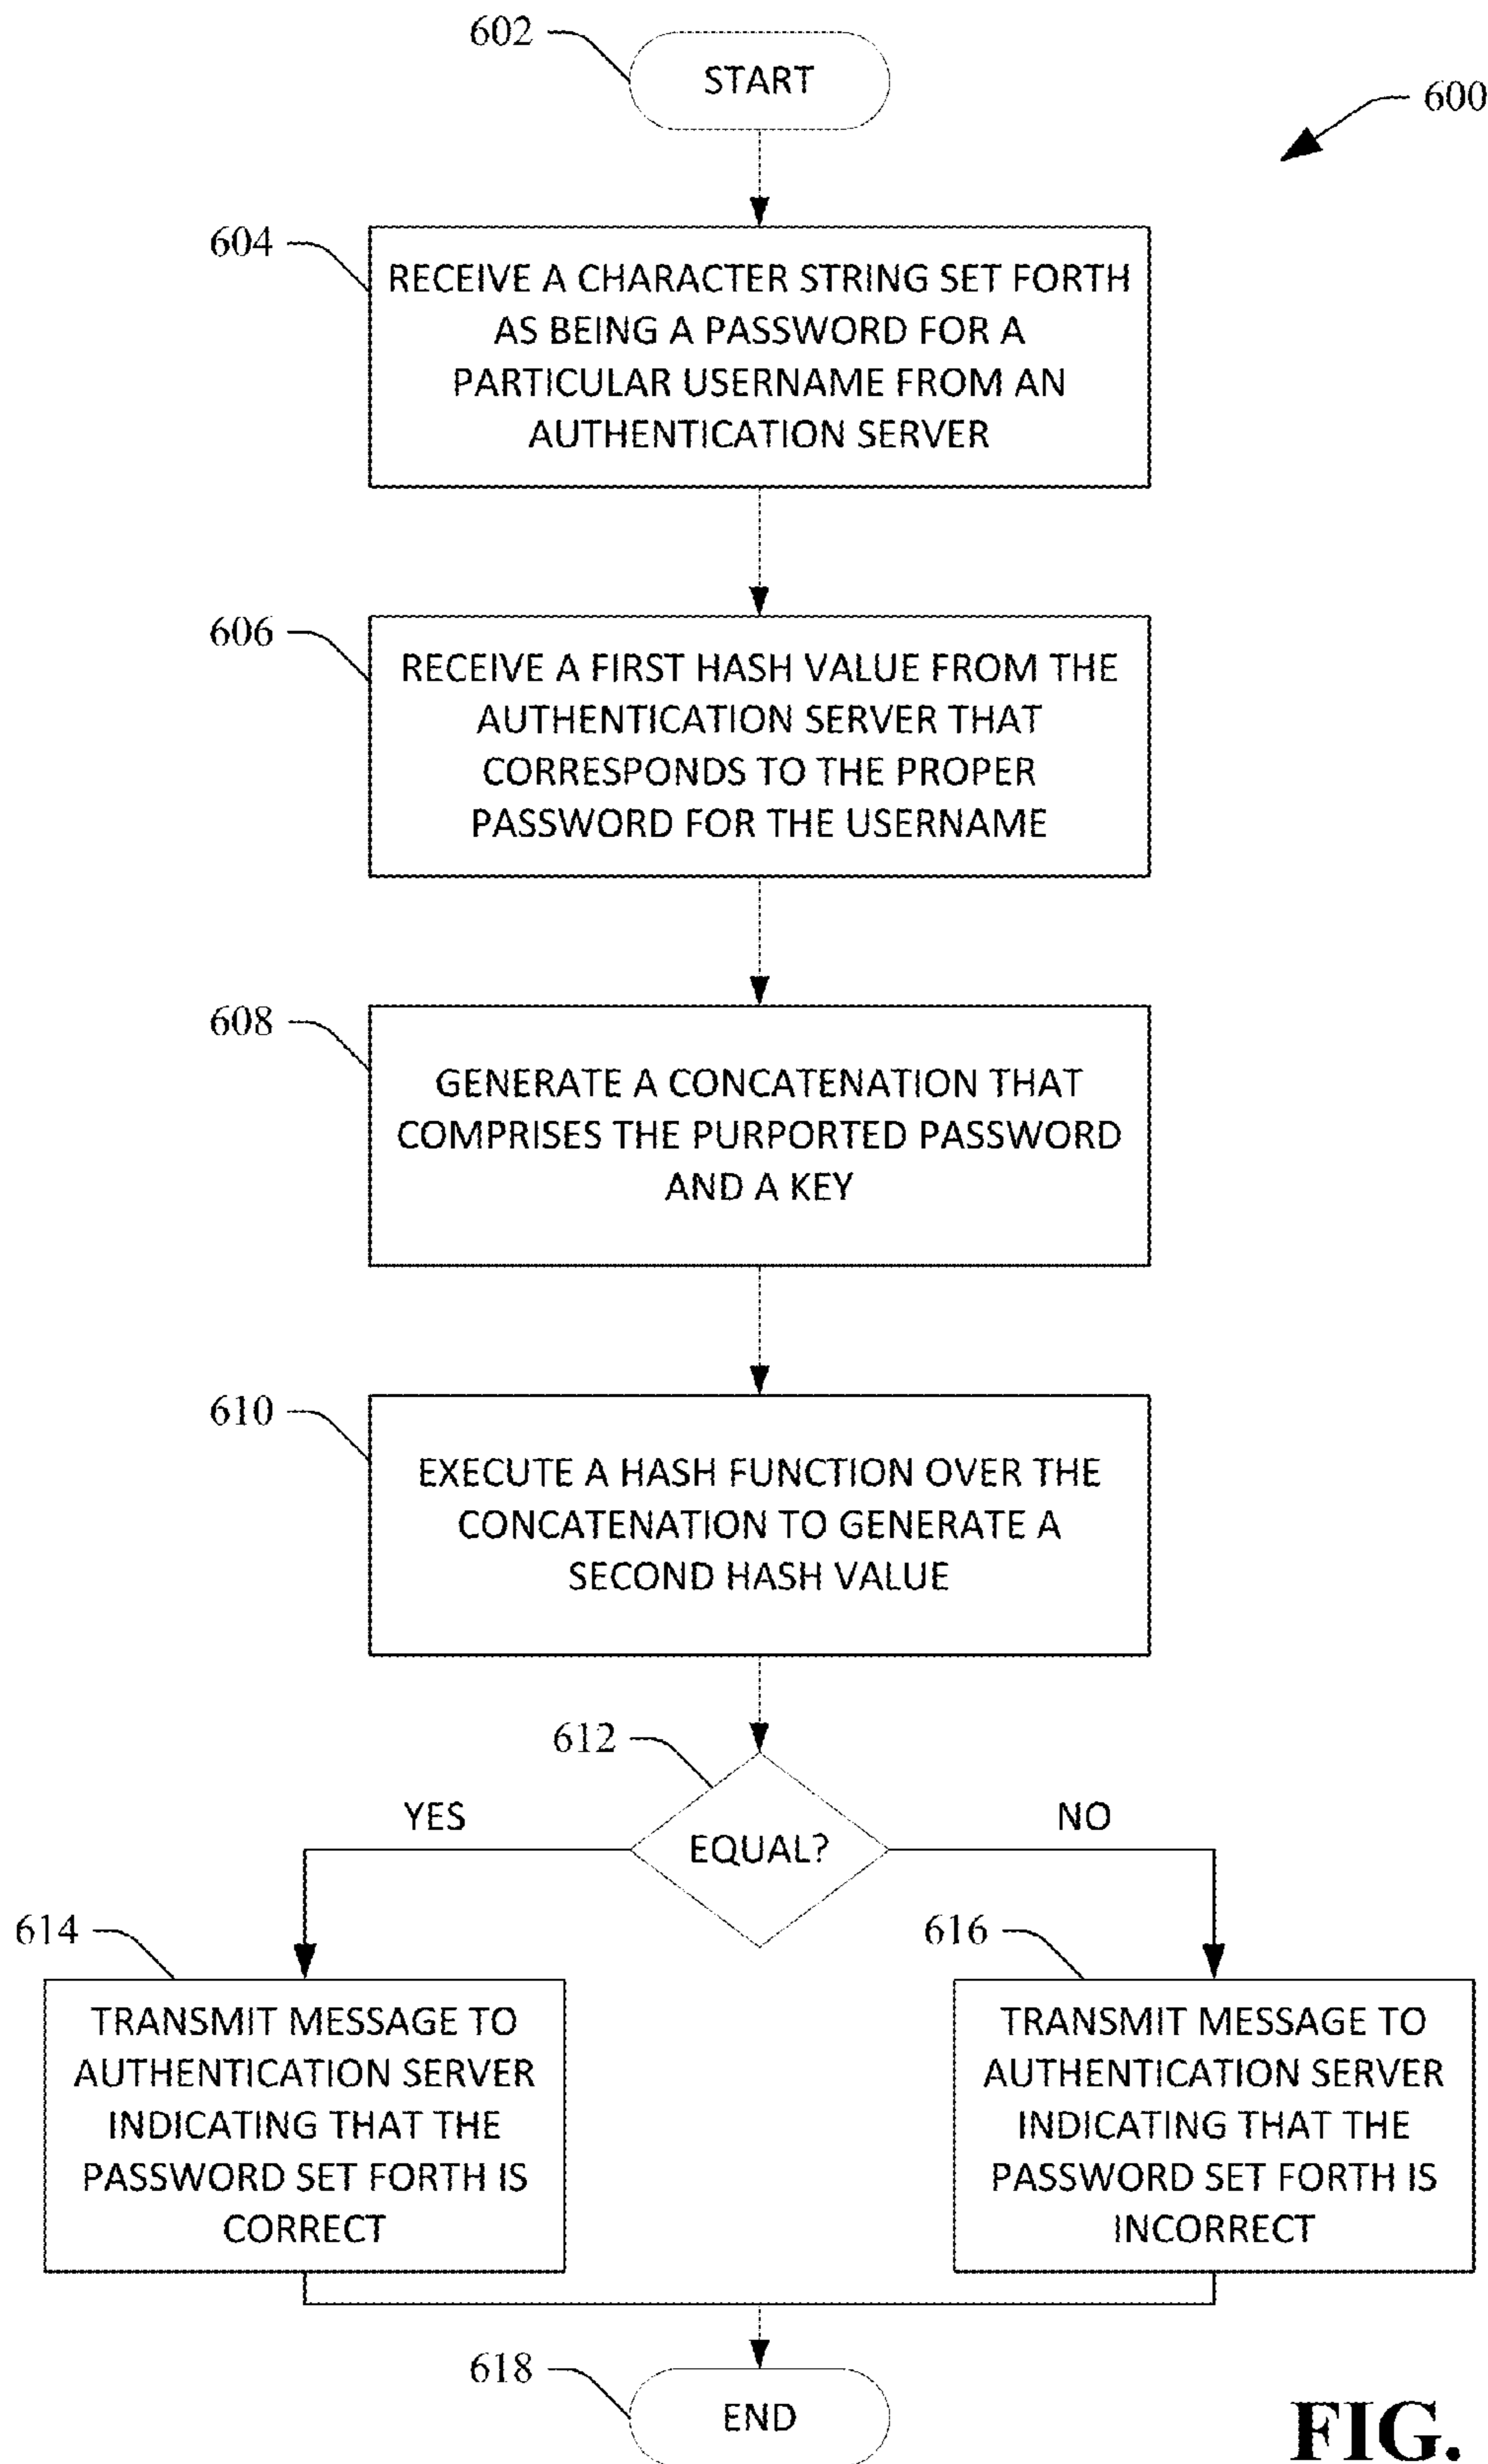 602
START
600
604
RECEIVE A CHARACTER STRING SET FORTH
AS BEING A PASSWORD FOR A
PARTICULAR USERNAME FROM AN
AUTHENTICATION SERVER
606
RECEIVE A FIRST HASH VALUE FROM THE
AUTHENTICATION SERVER THAT
CORRESPONDS TO THE PROPER
PASSWORD FOR THE USERNAME
608
GENERATE A CONCATENATION THAT
COMPRISES THE PURPORTED PASSWORD
AND A KEY
610
EXECUTE A HASH FUNCTION OVER THE
CONCATENATION TO GENERATE A
SECOND HASH VALUE
612
EQUAL?
YES
NO
614
TRANSMIT MESSAGE TO
AUTHENTICATION SERVER
INDICATING THAT THE
PASSWORD SET FORTH IS
CORRECT
616
TRANSMIT MESSAGE TO
AUTHENTICATION SERVER
INDICATING THAT THE
PASSWORD SET FORTH IS
INCORRECT
618
END
FIG.